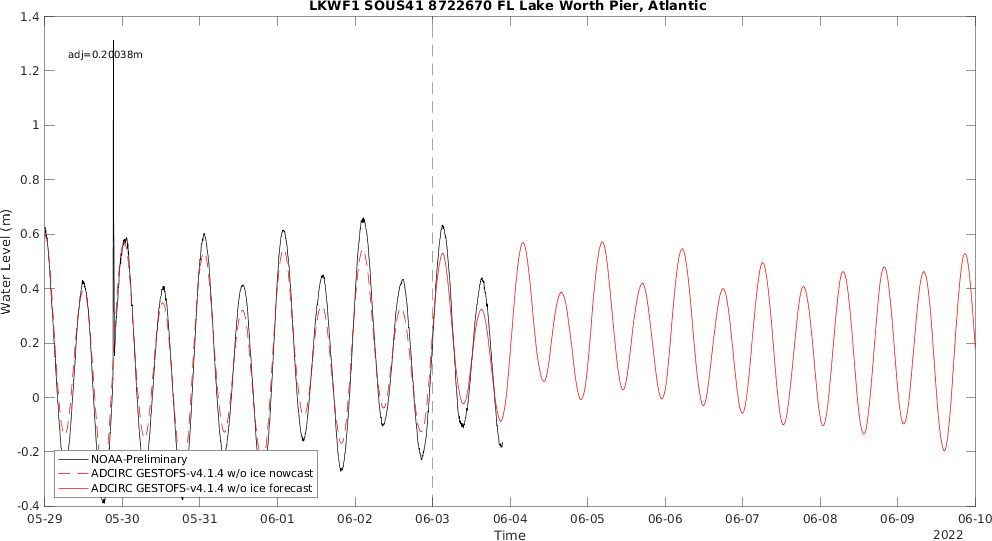 LKWF1 SOUS41 8722670 FL Lake Worth Pier, Atlantic
adj=0.20038m
Water Level (m)
1.4
1.2
1
0.8
0.6
0.4
0.2
0
-0.2
-0.4
NOAA-Preliminary
ADCIRC GESTOFS-v4.1.4 w/o ice nowcast
ADCIRC GESTOFS-v4.1.4 w/o ice forecast
05-29 05-30 05-31 06-01 06-02 06-03 06-04 06-05 06-06 06-07 06-08 06-09 06-10
Time
2022